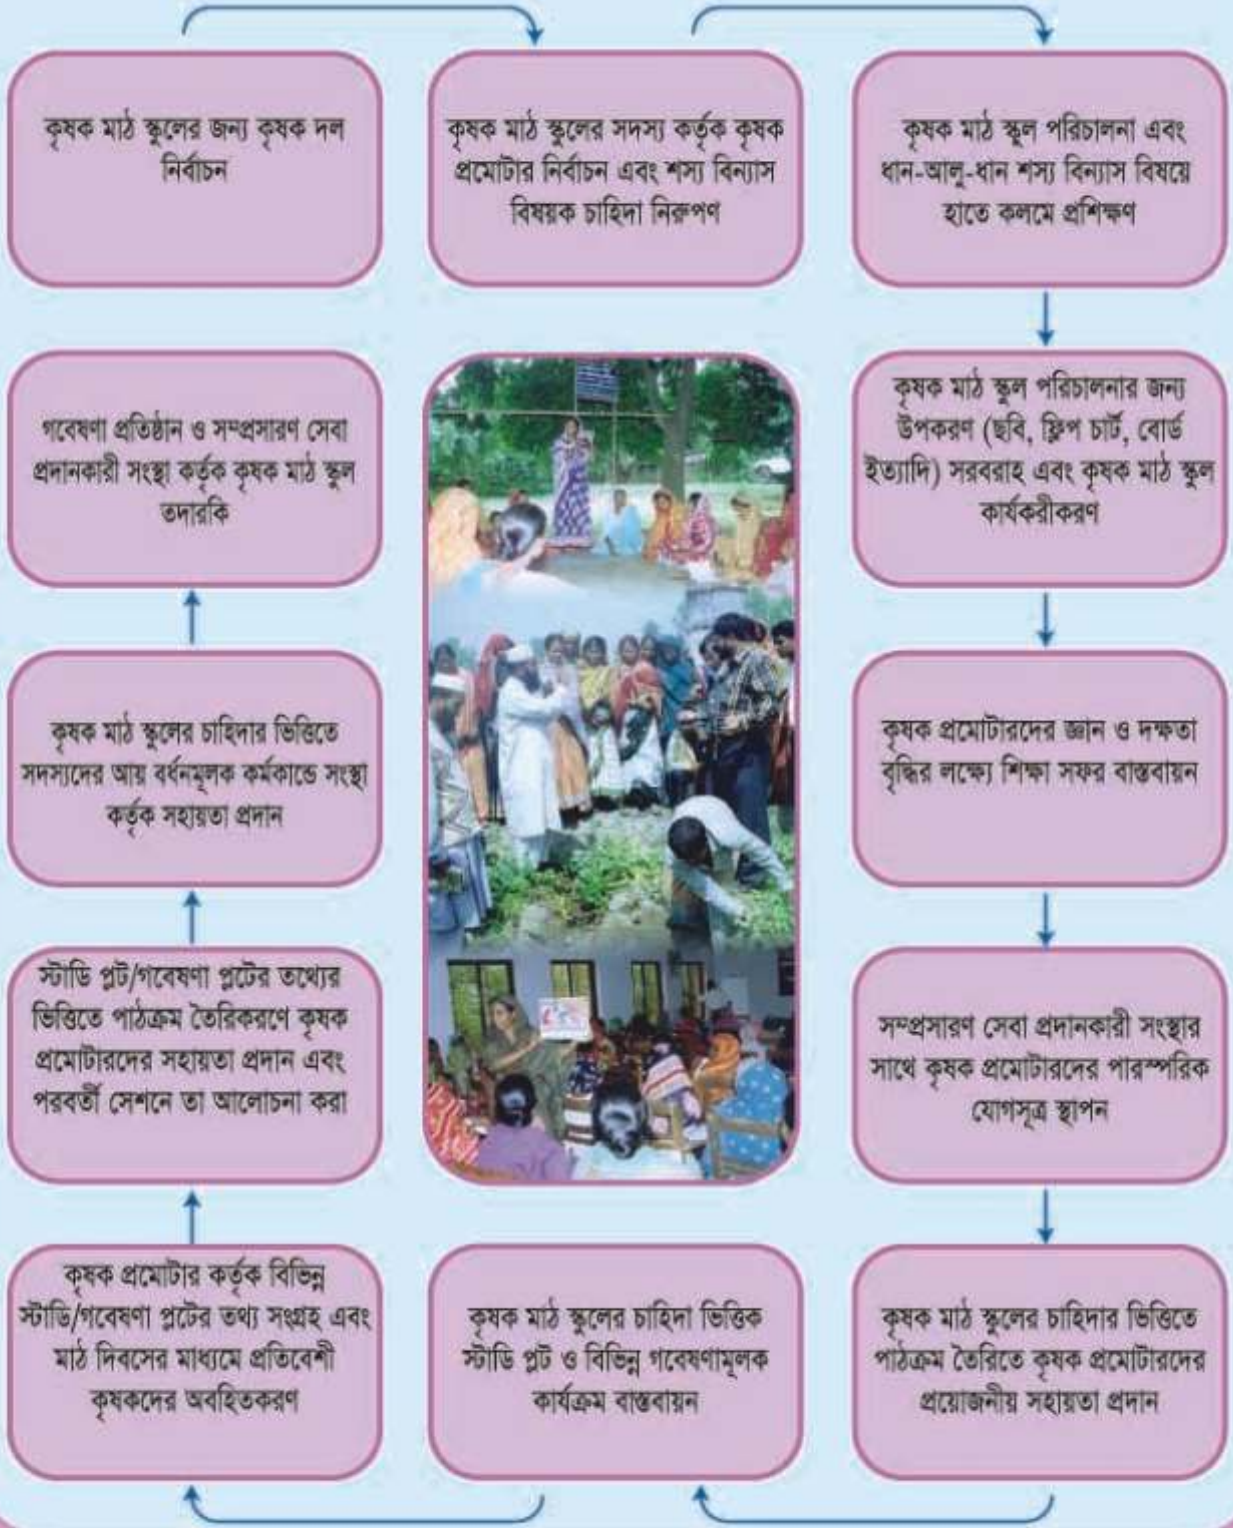 কৃষক মাঠ স্কুলের জন্য কৃষক দল
নির্বাচন
কৃষক মাঠ স্কুলের সদস্য কর্তৃক কৃষক
প্রমোটার নির্বাচন এবং শস্য বিন্যাস
বিষয়ক চাহিদা নিরুপণ
কৃষক মাঠ স্কুল পরিচালনা এবং
ধান-আলু-ধান শস্য বিন্যাস বিষয়ে
হাতে কলমে প্রশিক্ষণ
কৃষক মাঠ স্কুল পরিচালনার জন্য
উপকরণ (ছবি, ফ্লিপ চার্ট, বোর্ড
ইত্যাদি) সরবরাহ এবং কৃষক মাঠ স্কুল
কার্যকরীকরণ
কৃষক প্রমোটারদের জ্ঞান ও দক্ষতা
বৃদ্ধির লক্ষ্যে শিক্ষা সফর বাস্তবায়ন
সম্প্রসারণ সেবা প্রদানকারী সংস্থার
সাথে কৃষক প্রমোটারদের পারস্পরিক
যোগসূত্র স্থাপন
কৃষক মাঠ স্কুলের চাহিদার ভিত্তিতে
পাঠক্রম তৈরিতে কৃষক প্রমোটারদের
প্রয়োজনীয় সহায়তা প্রদান
কৃষক মাঠ স্কুলের চাহিদা ভিত্তিক
স্টাডি প্লট ও বিভিন্ন গবেষণামূলক
কার্যক্রম বাস্তবায়ন
কৃষক প্রমোটার কর্তৃক বিভিন্ন
স্টাডি/গবেষণা প্লটের তথ্য সংগ্রহ এবং
মাঠ দিবসের মাধ্যমে প্রতিবেশী
কৃষকদের অবহিতকরণ
স্টাডি প্লট/গবেষণা প্লটের তথ্যের
ভিত্তিতে পাঠক্রম তৈরিকরণে কৃষক
প্রমোটারদের সহায়তা প্রদান এবং
পরবর্তী সেশনে তা আলোচনা করা
কৃষক মাঠ স্কুলের চাহিদার ভিত্তিতে
সদস্যদের আয় বর্ধনমূলক কর্মকান্ডে সংস্থা
কর্তৃক সহায়তা প্রদান
গবেষণা প্রতিষ্ঠান ও সম্প্রসারণ সেবা
প্রদানকারী সংস্থা কর্তৃক কৃষক মাঠ স্কুল
তদারকি